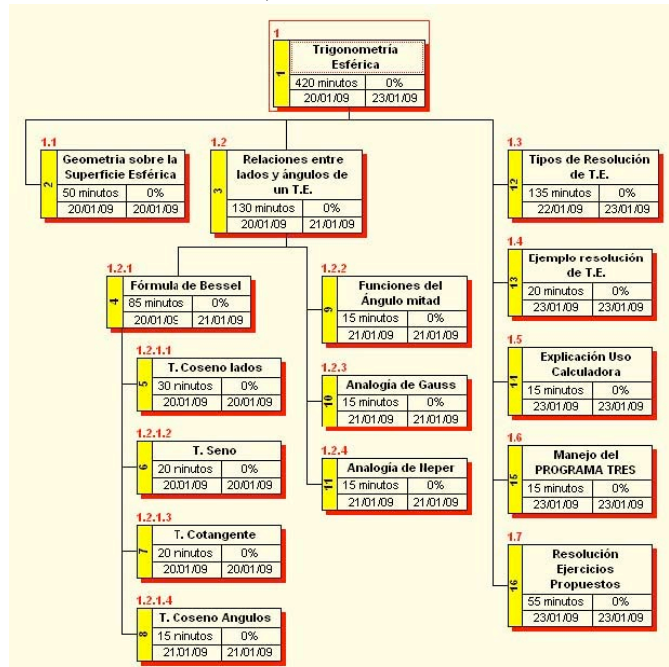 1
Trigonometría
Esférica
1
420 minutos 0%
20/01/09 23/01/09
1.1
Geometria sobre la
Superficie Esférica
2
50 minutos 0%
20/01/09 20/01/09
1.2
Relaciones entre
lados y ángulos de
un T.E.
3
130 minutos 0%
20/01/09 21/01/09
1.3
Tipos de Resolución
de T.E.
12
135 minutos 0%
22/01/09 23/01/09
1.2.1
Fórmula de Bessel
4
85 minutos 0%
20/01/09 21/01/09
1.2.2
Funciones del
Ángulo mitad
9
15 minutos 0%
21/01/09 21/01/09
1.4
Ejemplo resolución
de T.E.
13
20 minutos 0%
23/01/09 23/01/09
1.2.1.1
T. Coseno lados
5
30 minutos 0%
20/01/09 20/01/09
1.2.3
Analogía de Gauss
10
15 minutos 0%
21/01/09 21/01/09
1.5
Explicación Uso
Calculadora
14
15 minutos 0%
23/01/09 23/01/09
1.2.1.2
T. Seno
6
20 minutos 0%
20/01/09 20/01/09
1.2.4
Analogía de Neper
11
15 minutos 0%
21/01/09 21/01/09
1.6
Manejo del
PROGRAMA TRES
15
15 minutos 0%
23/01/09 23/01/09
1.2.1.3
T. Cotangente
7
20 minutos 0%
20/01/09 20/01/09
1.7
Resolución
Ejercicios
Propuestos
16
55 minutos 0%
23/01/09 23/01/09
1.2.1.4
T. Coseno Angulos
8
15 minutos 0%
21/01/09 21/01/09